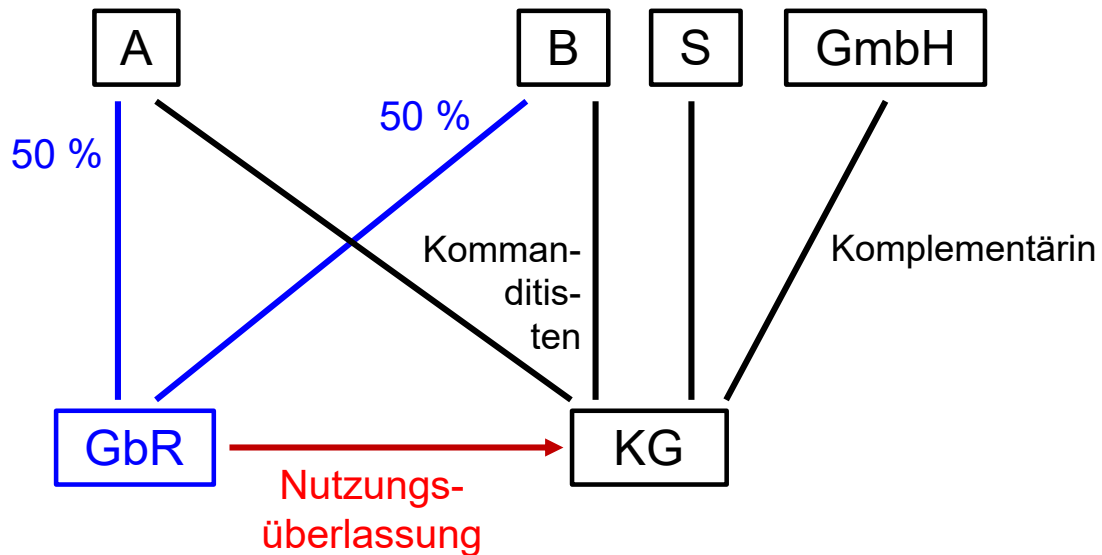 A
B
S
GmbH
50 %
50 %
Komman-
ditis-
ten
Komplementärin
GbR
KG
Nutzungs-
überlassung